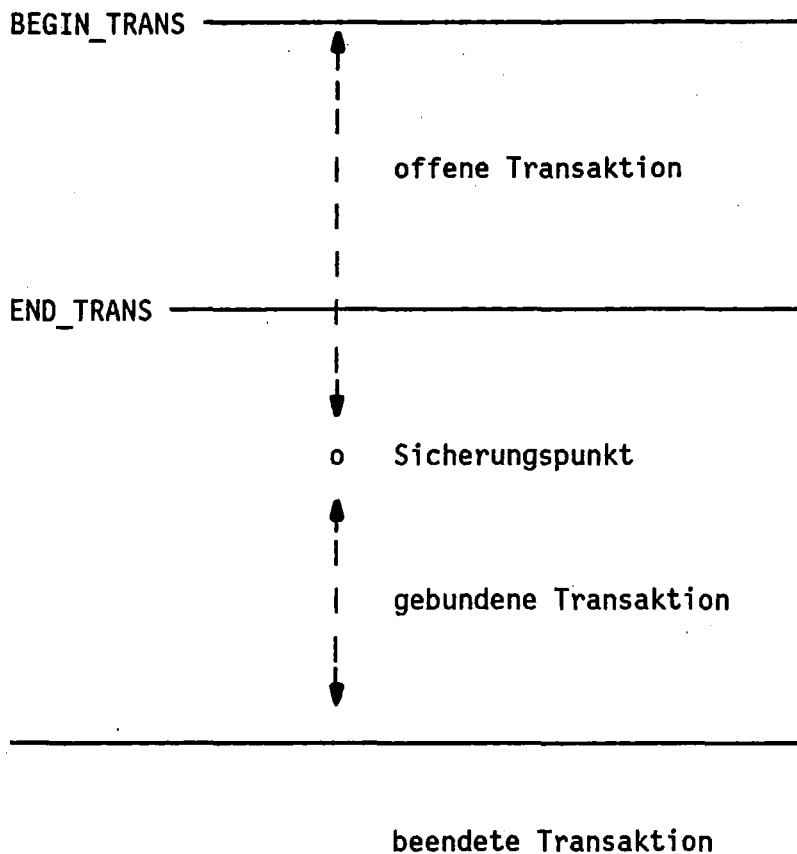 BEGIN_TRANS
offene Transaktion
END_TRANS
o Sicherungspunkt
gebundene Transaktion
beendete Transaktion